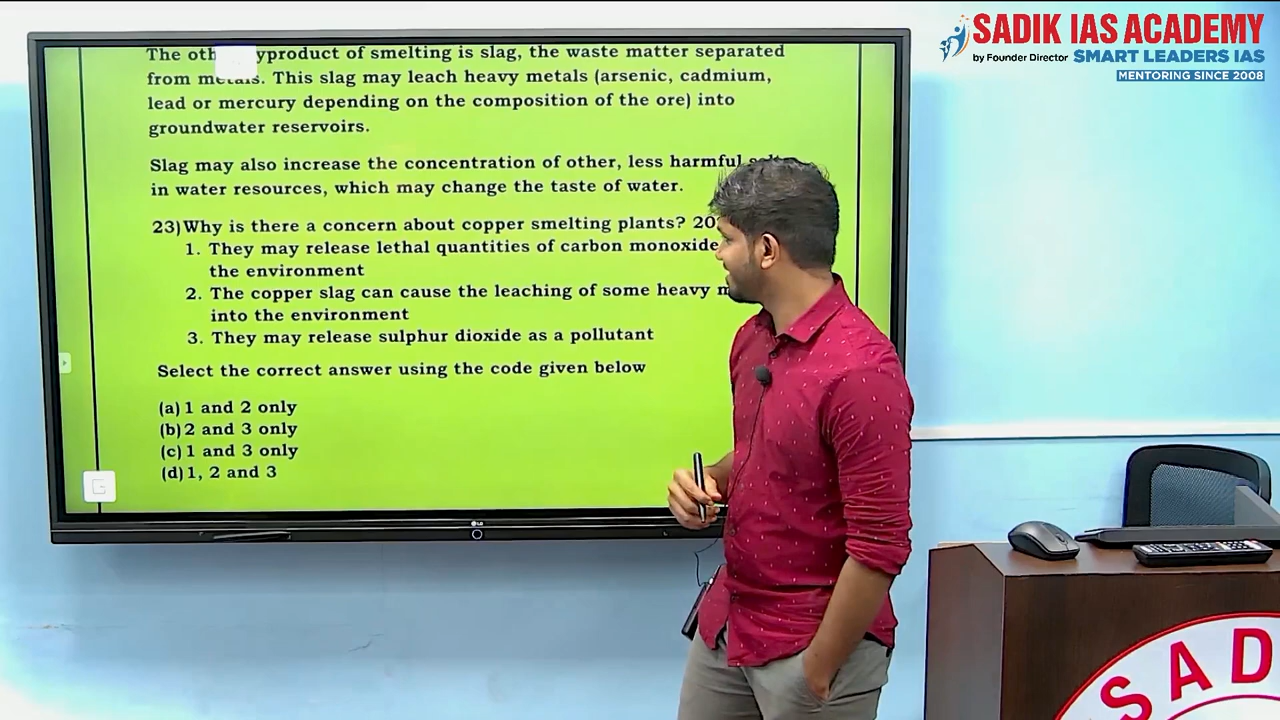 SADIK IAS ACADEMY
by Founder Director SMART LEADERS IAS
MENTORING SINCE 2008
The oth yproduct of smelting is slag, the waste matter separated
from metals. This slag may leach heavy metals (arsenic, cadmium,
lead or mercury depending on the composition of the ore) into
groundwater reservoirs.
Slag may also increase the concentration of other, less harmful
in water resources, which may change the taste of water.
23)Why is there a concern about copper smelting plants?
1. They may release lethal quantities of carbon monoxide
the environment
2. The copper slag can cause the leaching of some heavy
into the environment
3. They may release sulphur dioxide as a pollutant
Select the correct answer using the code given below
(a)1 and 2 only
(b)2 and 3 only
(c)1 and 3 only
(d)1, 2 and 3
LG
SAD